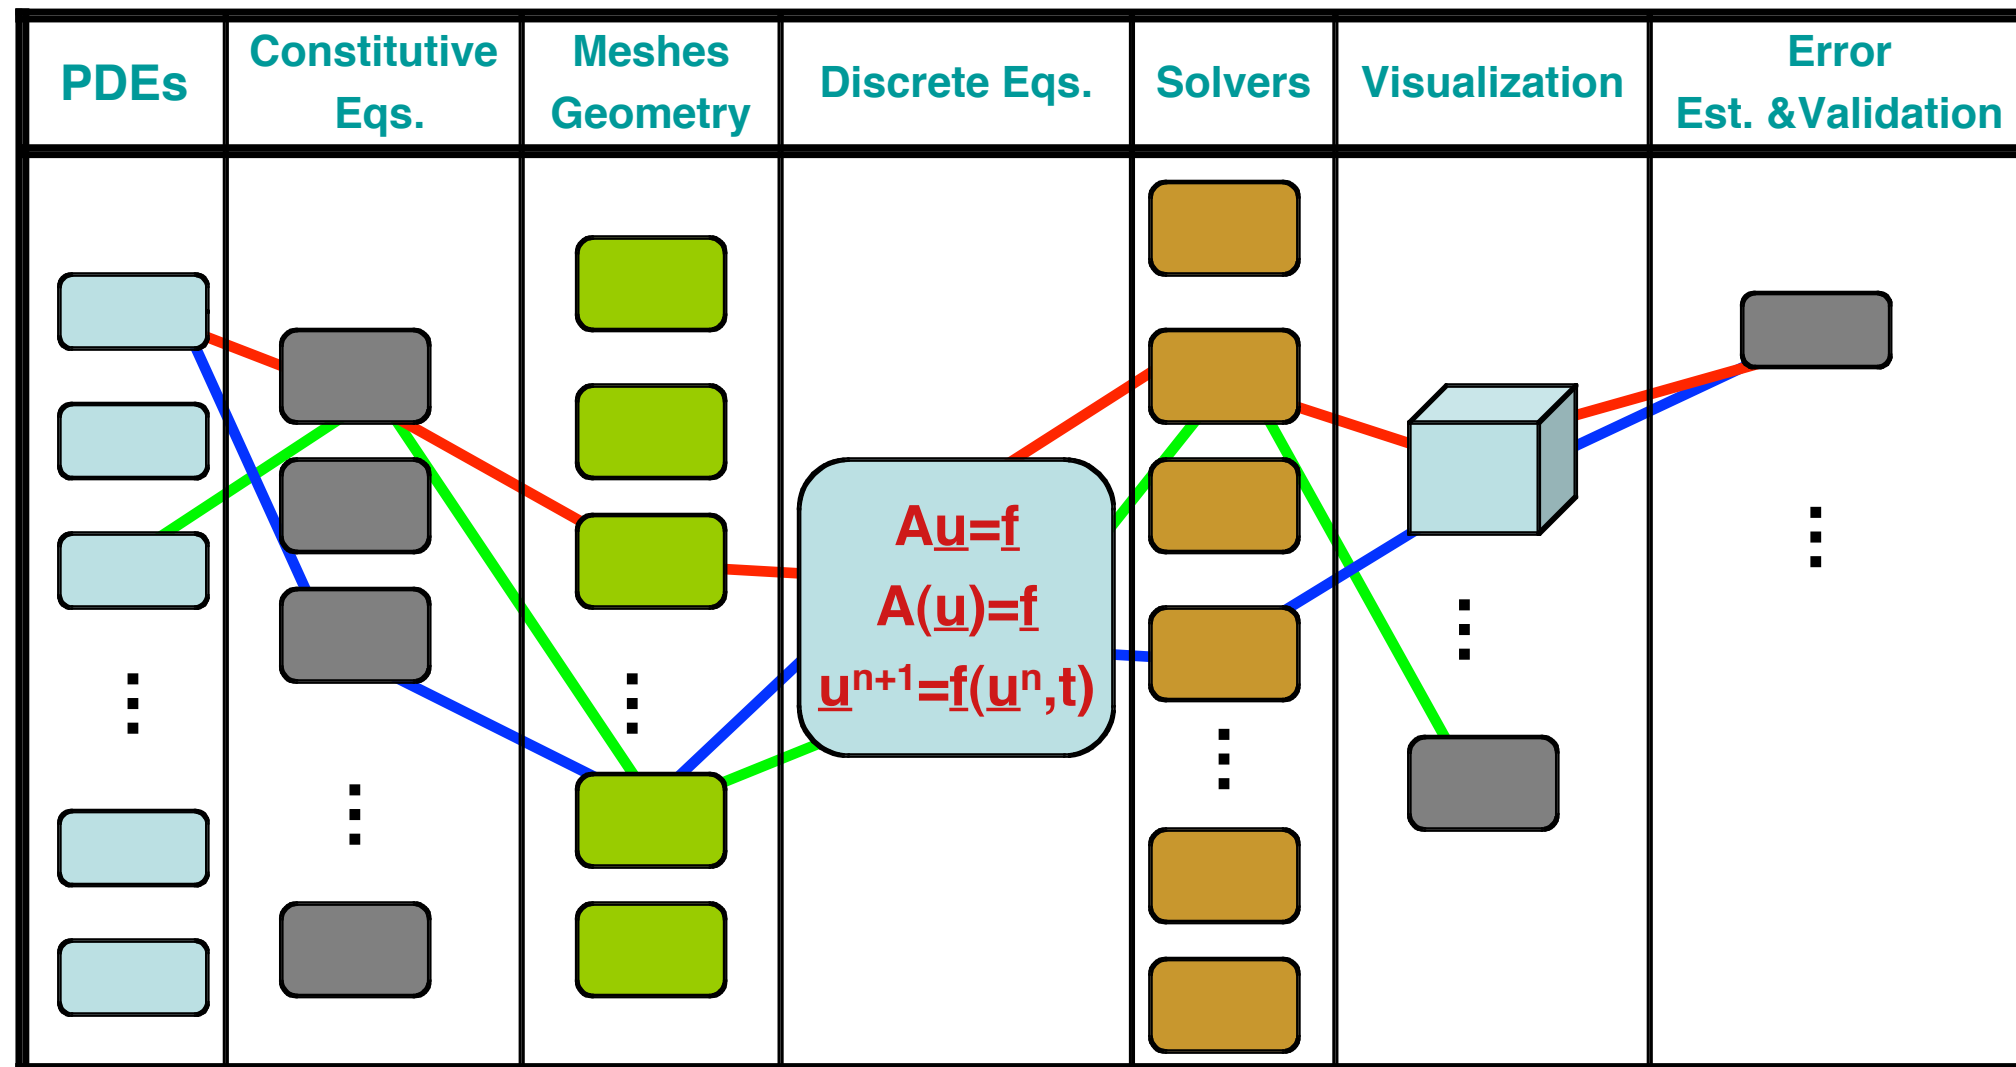 PDEs
Constitutive
Eqs.
Meshes
Geometry
Discrete Eqs.
Solvers
Visualization
Error
Est. &Validation
Au=f
A(u)=f
uⁿ⁺¹=f(uⁿ,t)